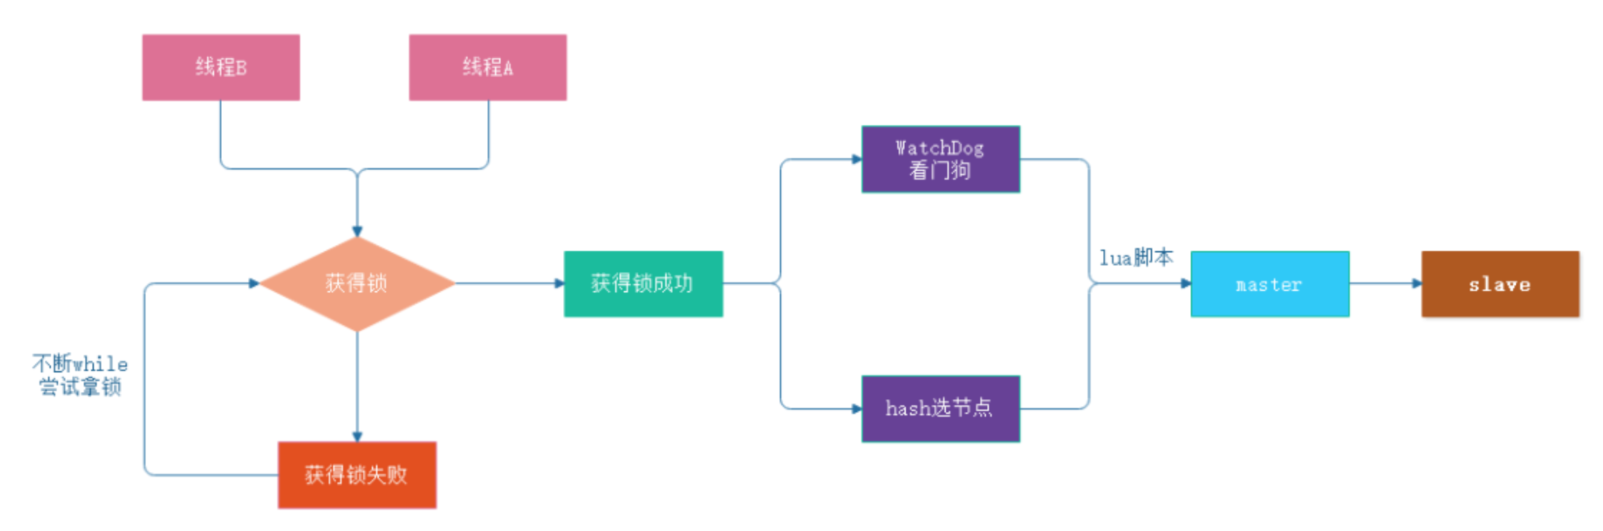 线程B
线程A
WatchDog
看门狗
lua脚本
获得锁
获得锁成功
master
slave
不断while
尝试拿锁
hash选节点
获得锁失败